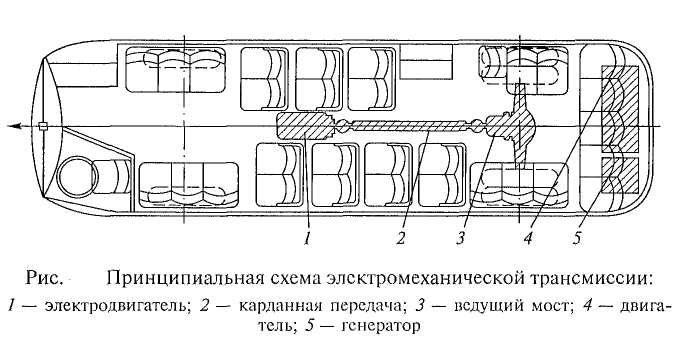 1
2
3
4
5
Рис. Принципиальная схема электромеханической трансмиссии:
1 — электродвигатель; 2 — карданная передача; 3 — ведущий мост; 4 — двига-
тель; 5 — генератор